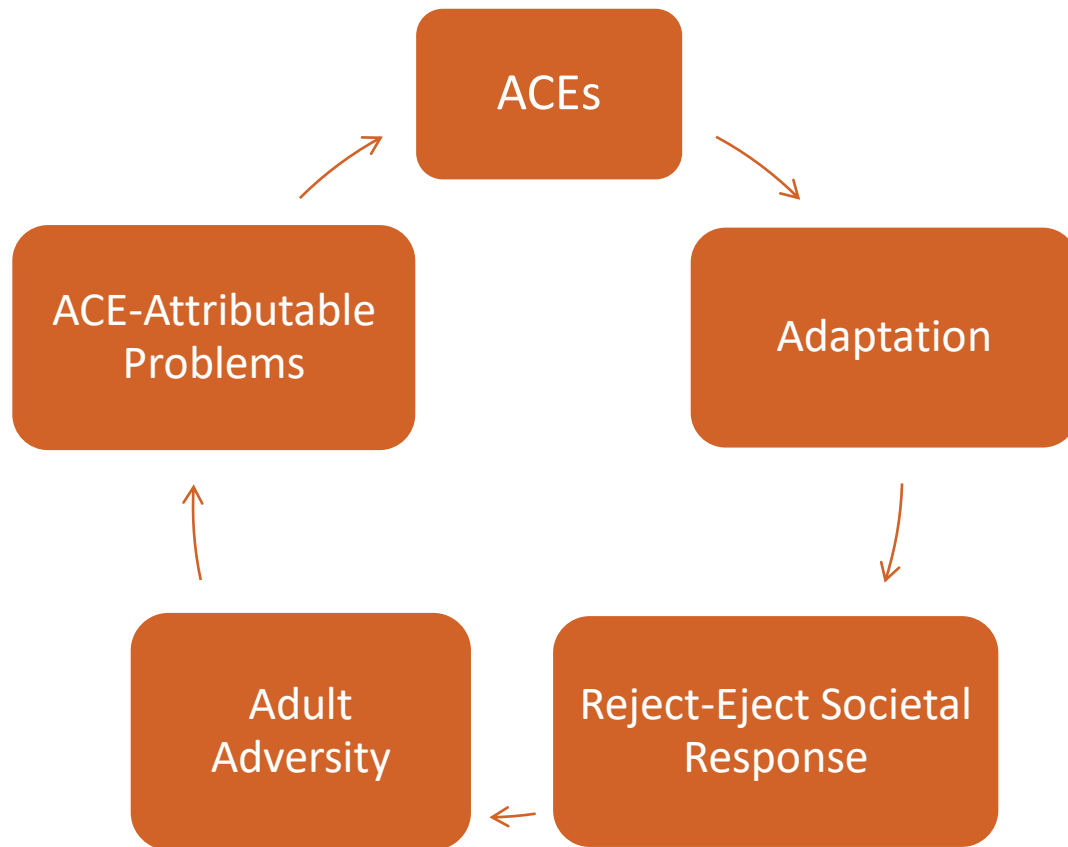 ACEs
Adaptation
Reject-Eject Societal
Response
Adult
Adversity
ACE-Attributable
Problems